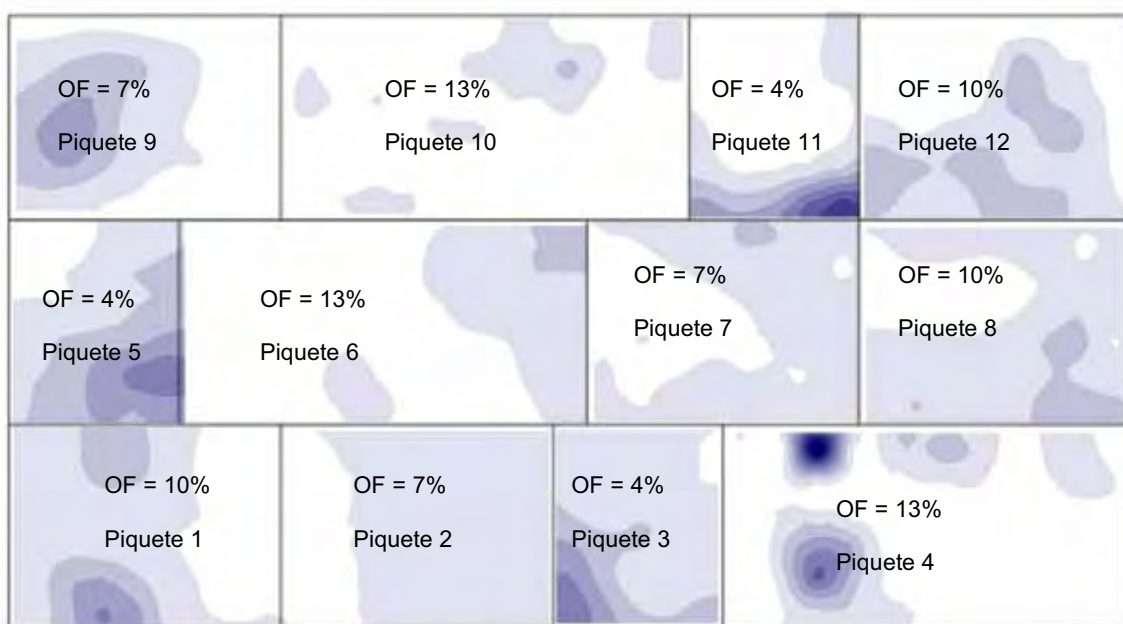 OF = 7%
Piquete 9
OF = 13%
Piquete 10
OF = 4%
Piquete 11
OF = 10%
Piquete 12
OF = 4%
Piquete 5
OF = 13%
Piquete 6
OF = 7%
Piquete 7
OF = 10%
Piquete 8
OF = 10%
Piquete 1
OF = 7%
Piquete 2
OF = 4%
Piquete 3
OF = 13%
Piquete 4